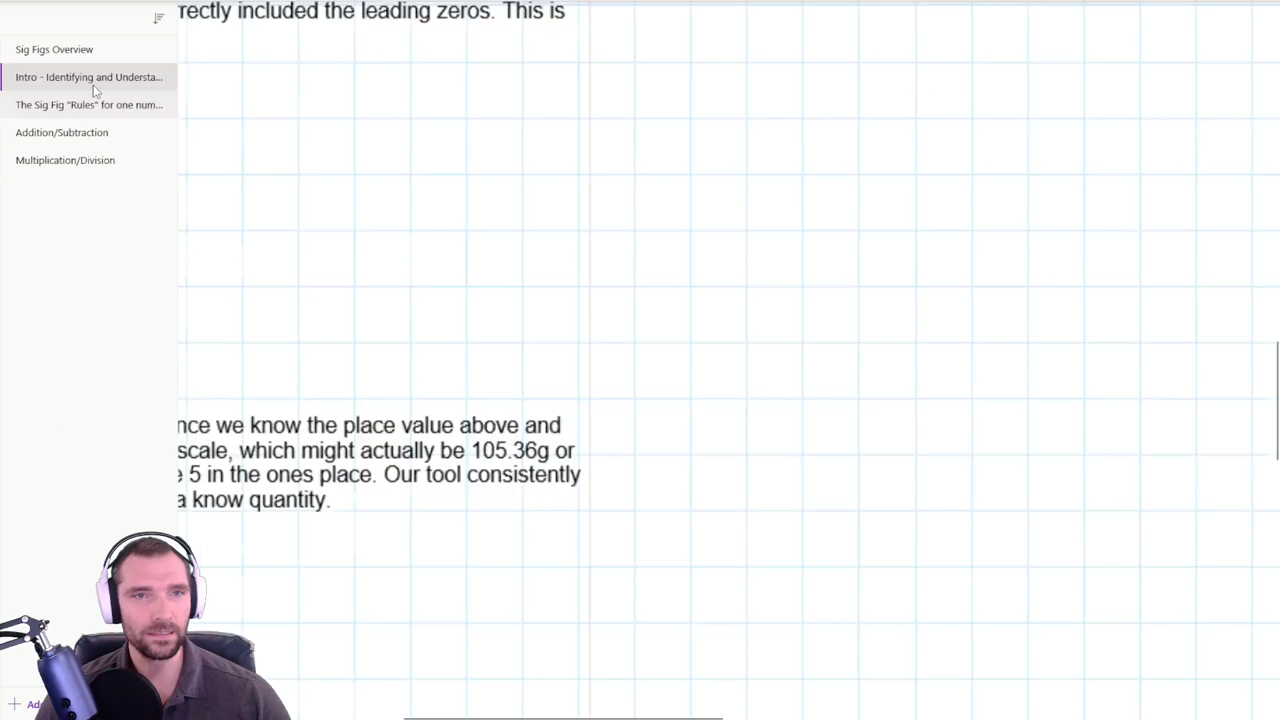 rectly included the leading zeros. This is
Sig Figs Overview
Intro - Identifying and Understa...
The Sig Fig "Rules" for one num...
Addition/Subtraction
Multiplication/Division
nce we know the place value above and
scale, which might actually be 105.36g or
e 5 in the ones place. Our tool consistently
a know quantity.